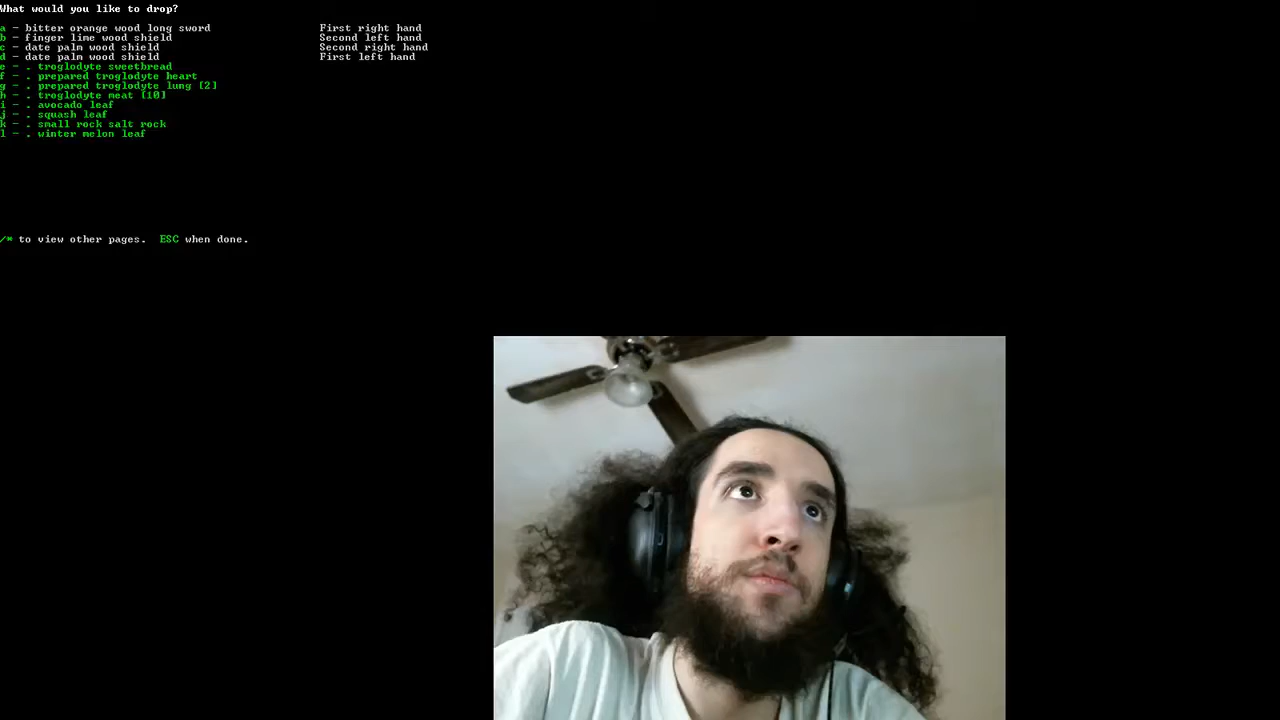 What would you like to drop?
a - bitter orange wood long sword First right hand
b - finger lime wood shield Second left hand
c - date palm wood shield Second right hand
d - date palm wood shield First left hand
e - . troglodyte sweetbread
f - . prepared troglodyte heart
g - . prepared troglodyte lung [2]
h - . troglodyte meat [10]
i - . avocado leaf
j - . squash leaf
k - . small rock salt rock
l - . winter melon leaf
/* to view other pages. ESC when done.